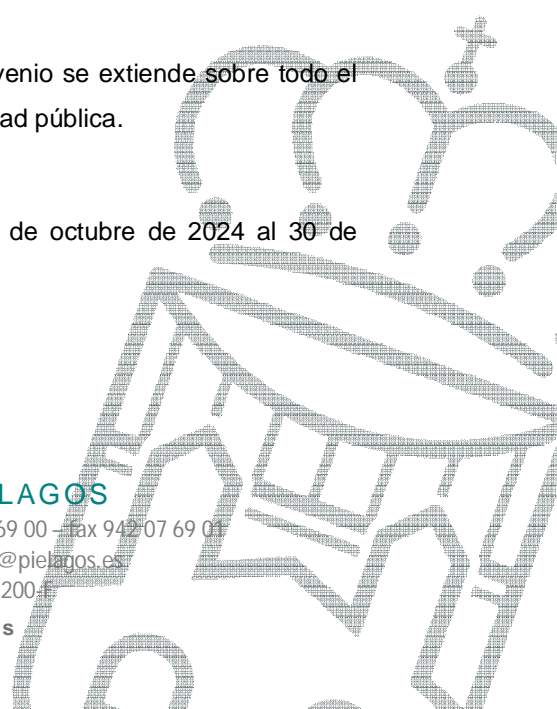 venio se extiende sobre todo el
ad pública.
de octubre de 2024 al 30 de
LAGOS
69 00 – fax 942 07 69 01
@pielagos.es
200-F
s